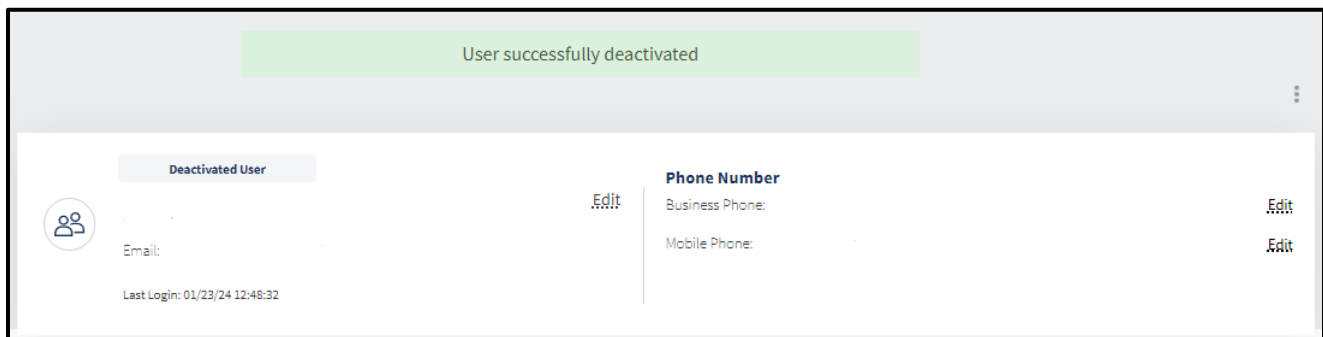 User successfully deactivated
Deactivated User
Edit
Email:
Last Login: 01/23/24 12:48:32
Phone Number
Business Phone:
Edit
Mobile Phone:
Edit